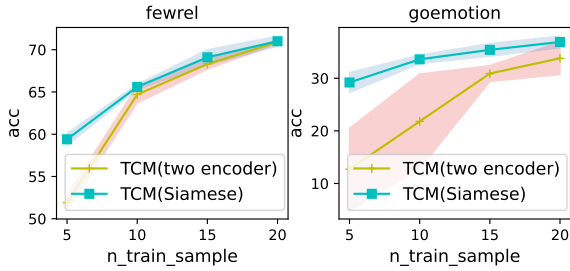 fewrel
acc
70
65
60
55
50
TCM(two encoder)
TCM(Siamese)
5 10 15 20
n_train_sample
goemotion
acc
30
20
10
TCM(two encoder)
TCM(Siamese)
5 10 15 20
n_train_sample